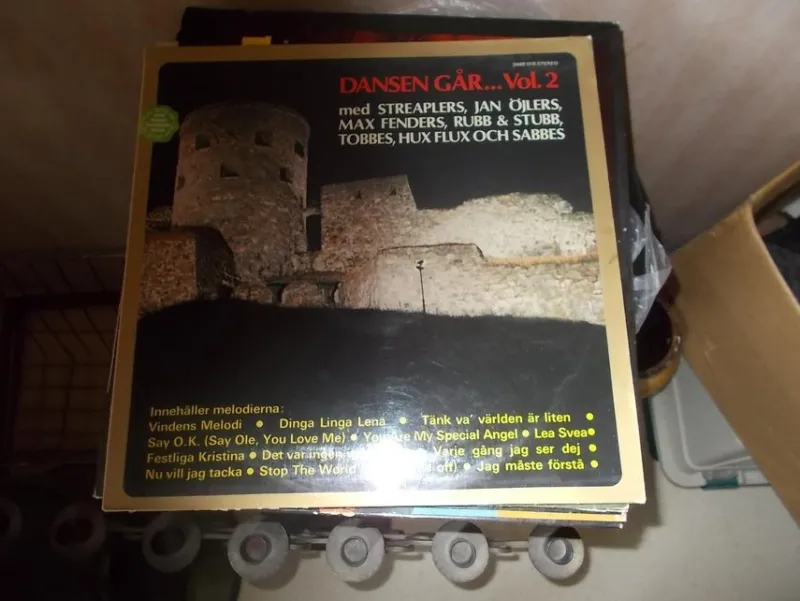 DANSEN GÅR... Vol. 2
med STREAPLERS, JAN ÖJLERS,
MAX FENDERS, RUBB & STUBB,
TOBBES, HUX FLUX OCH SABBES
Innehåller melodierna:
Vindens Melodi • Dinga Linga Lena • Tänk va' världen är liten •
Say O.K. (Say Ole, You Love Me) • You Are My Special Angel • Lea Svea •
Festliga Kristina • Det var ingen Varje gång jag ser dej •
Nu vill jag tacka • Stop The World off) • Jag måste förstå •